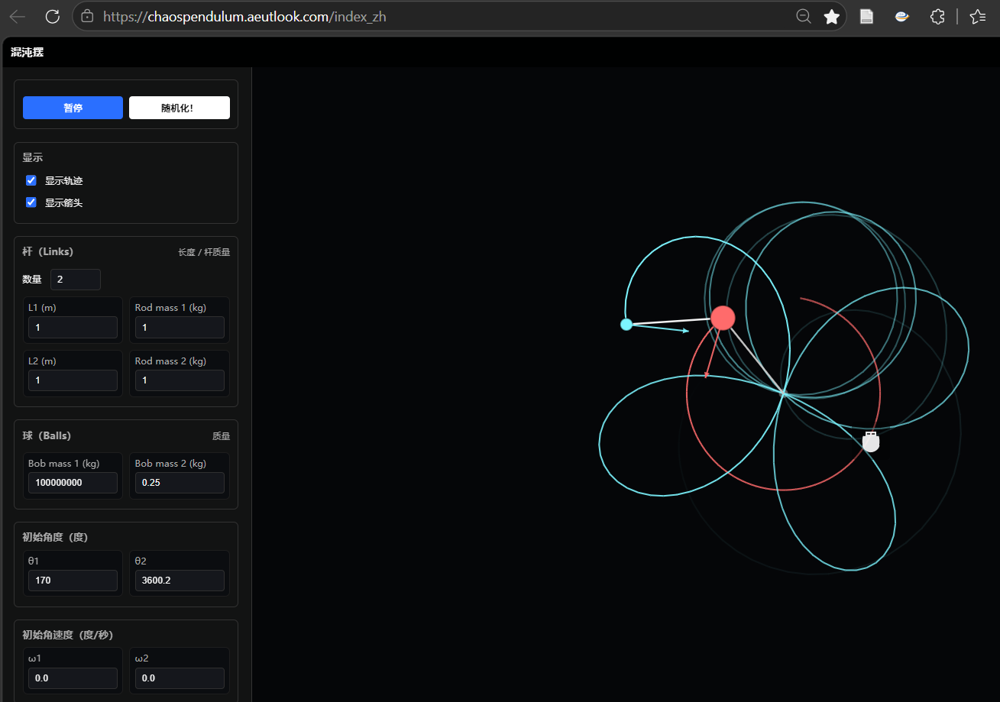 https://chaospendulum.aeutlook.com/index_zh
混沌摆
暂停 随机化!
显示
显示轨迹
显示箭头
杆（Links） 长度 / 杆质量
数量 2
L1 (m) Rod mass 1 (kg)
1 1
L2 (m) Rod mass 2 (kg)
1 1
球（Balls） 质量
Bob mass 1 (kg) Bob mass 2 (kg)
100000000 0.25
初始角度（度）
θ1 θ2
170 3600.2
初始角速度（度/秒）
ω1 ω2
0.0 0.0